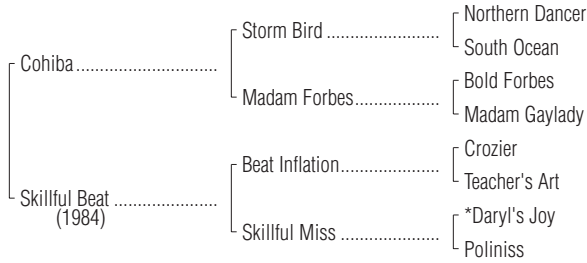 Northern Dancer
Storm Bird
South Ocean
Cohiba
Bold Forbes
Madam Forbes
Madam Gaylady
Crozier
Beat Inflation
Teacher's Art
Skillful Beat
(1984)
*Daryl's Joy
Skillful Miss
Poliniss